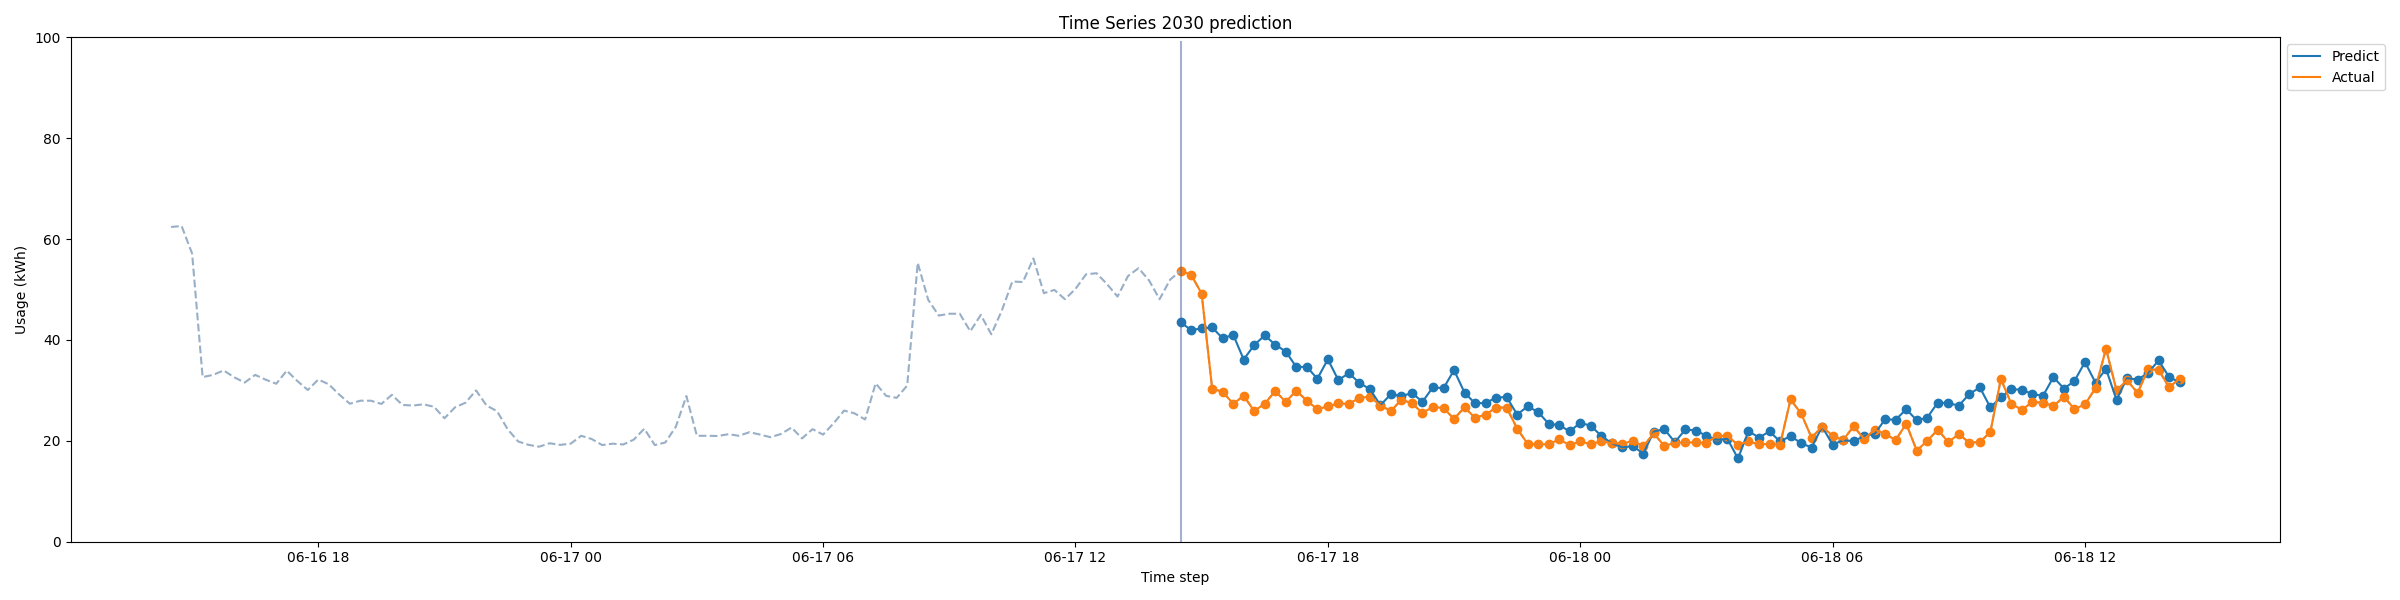 Time Series 2030 prediction
100
80
60
40
20
0
Usage (kWh)
06-16 18
06-17 00
06-17 06
06-17 12
06-17 18
06-18 00
06-18 06
06-18 12
Time step
Predict
Actual